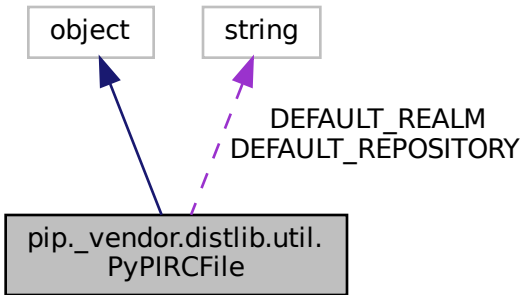 object
string
DEFAULT_REALM
DEFAULT_REPOSITORY
pip._vendor.distlib.util.
PyPIRCFile